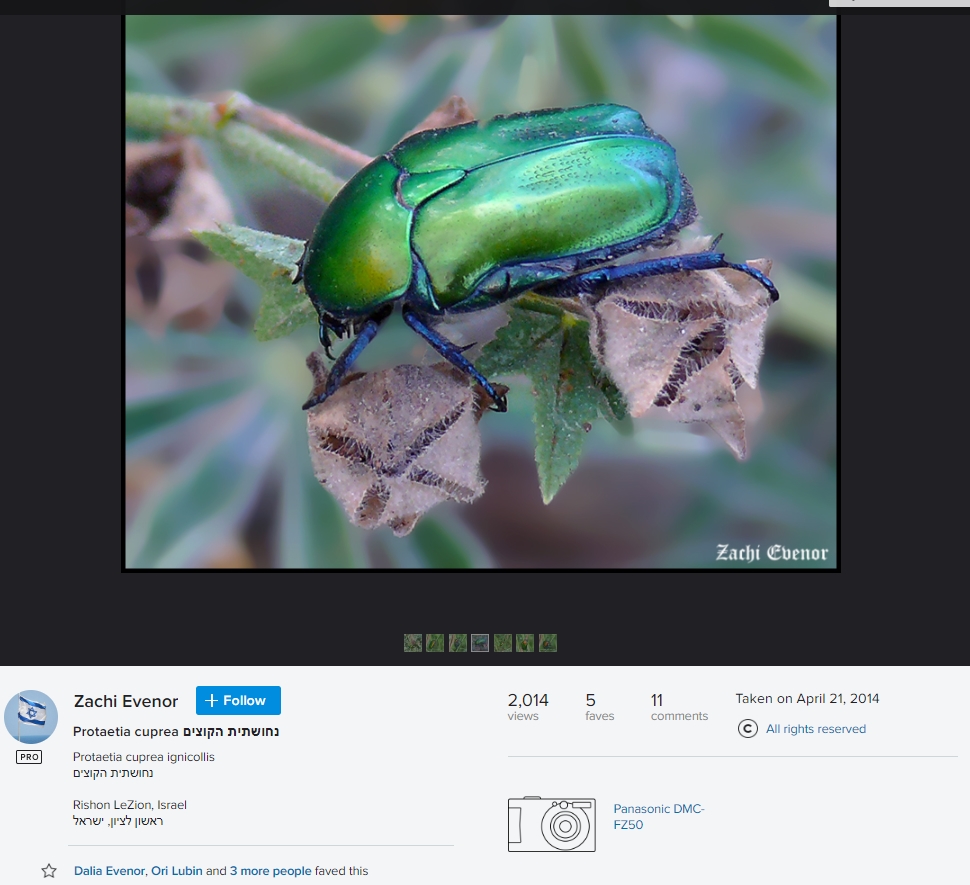 Zachi Evenor
Zachi Evenor
+ Follow
PRO
Protaetia cuprea נחושתית הקוצים
Protaetia cuprea ignicollis
נחושתית הקוצים
Rishon LeZion, Israel
ראשון לציון, ישראל
Dalia Evenor, Ori Lubin and 3 more people faved this
2,014
views
5
faves
11
comments
Taken on April 21, 2014
© All rights reserved
Panasonic DMC-
FZ50